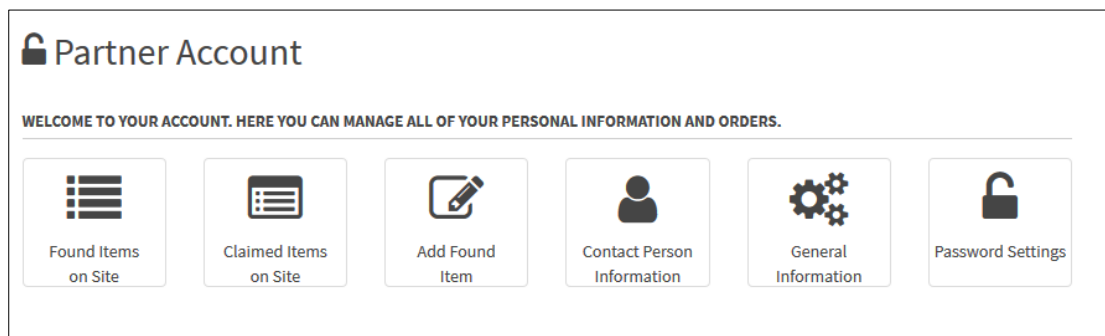 Partner Account
WELCOME TO YOUR ACCOUNT. HERE YOU CAN MANAGE ALL OF YOUR PERSONAL INFORMATION AND ORDERS.
Found Items
on Site
Claimed Items
on Site
Add Found
Item
Contact Person
Information
General
Information
Password Settings